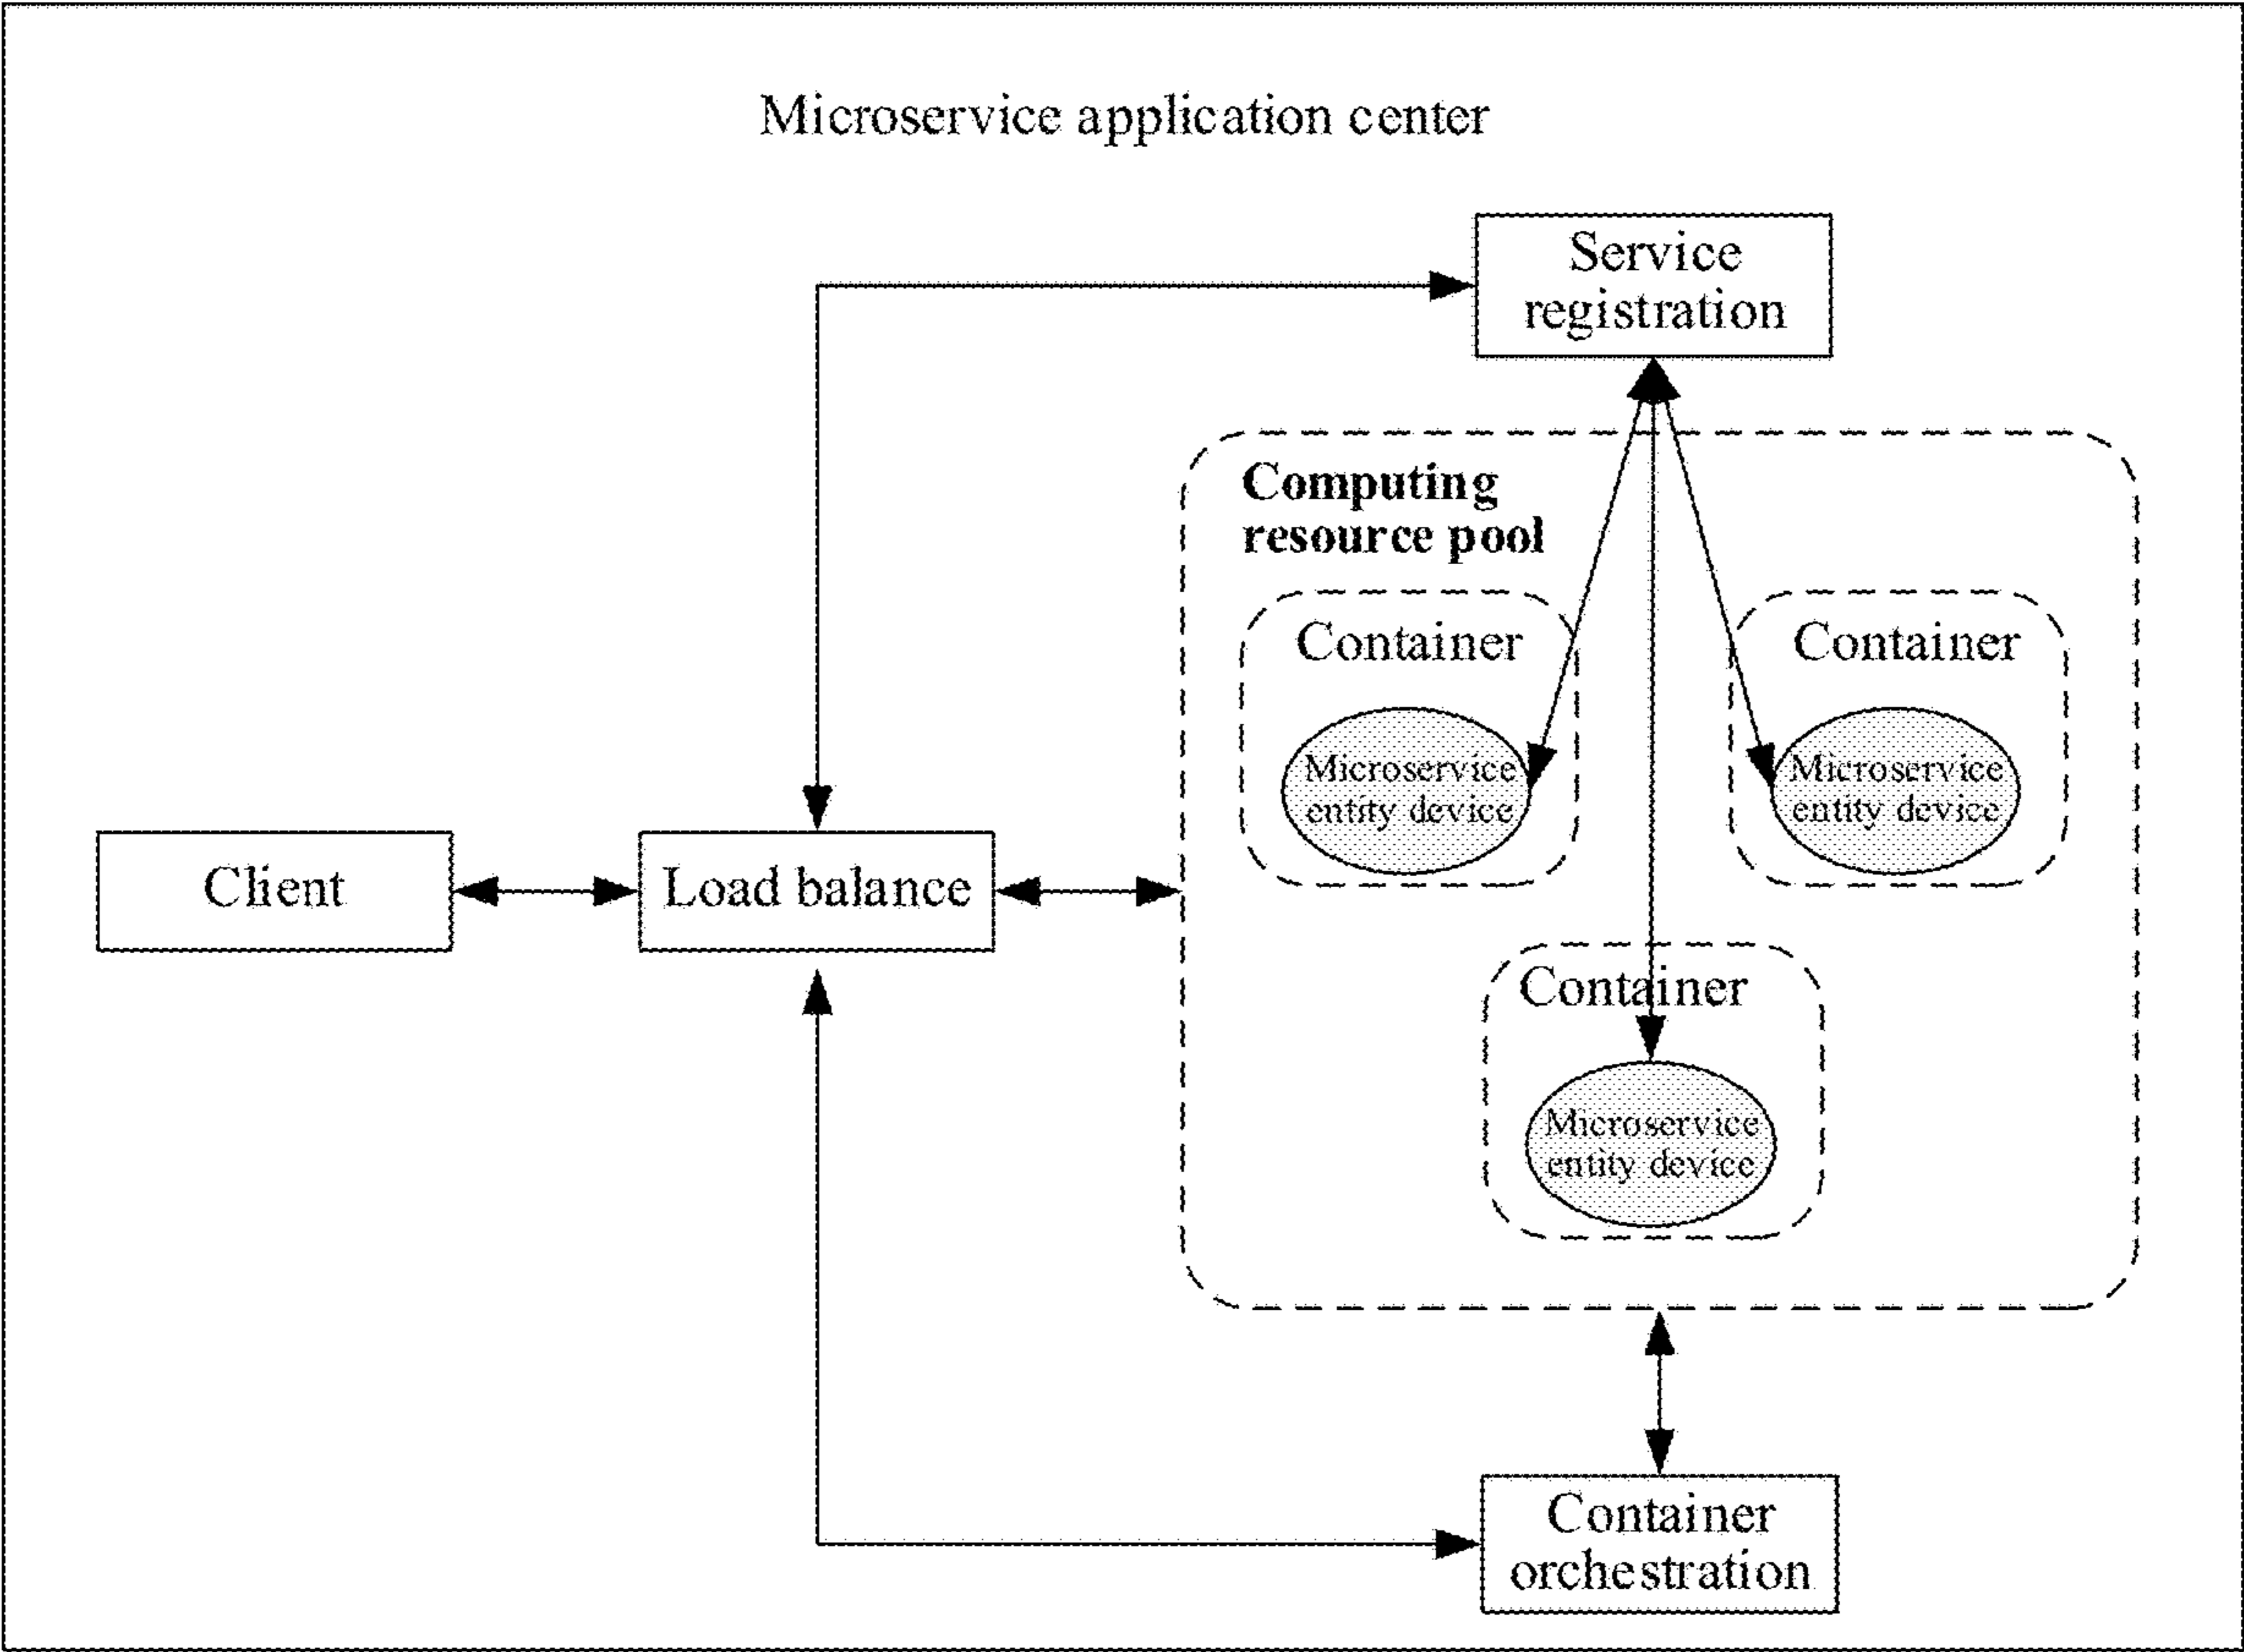 Microservice application center
Service
registration
Computing
resource pool
Container
Container
Microservice
entity device
Microservice
entity device
Client
Load balance
Container
Microservice
entity device
Container
orchestration